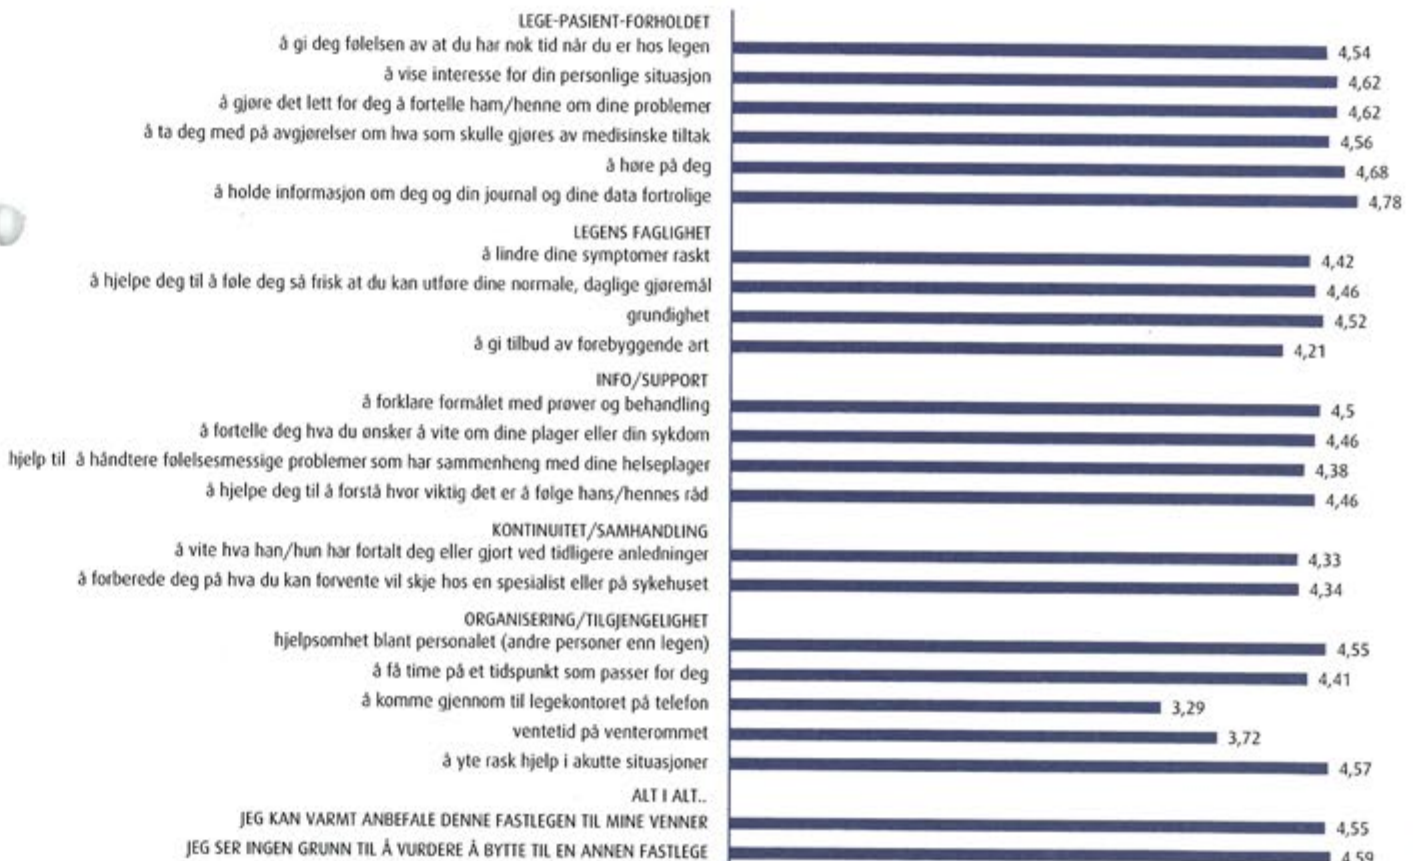 LEGE-PASIENT-FORHOLDET
å gi deg følelsen av at du har nok tid når du er hos legen 4,54
å vise interesse for din personlige situasjon 4,62
å gjøre det lett for deg å fortelle ham/henne om dine problemer 4,62
å ta deg med på avgjørelser om hva som skulle gjøres av medisinske tiltak 4,56
å høre på deg 4,68
å holde informasjon om deg og din journal og dine data fortrolige 4,78
LEGENS FAGLIGHET
å lindre dine symptomer raskt 4,42
å hjelpe deg til å føle deg så frisk at du kan utføre dine normale, daglige gjøremål 4,46
grundighet 4,52
å gi tilbud av forebyggende art 4,21
INFO/SUPPORT
å forklare formålet med prøver og behandling 4,5
å fortelle deg hva du ønsker å vite om dine plager eller din sykdom 4,46
hjelp til å håndtere følelsesmessige problemer som har sammenheng med dine helseplager 4,38
å hjelpe deg til å forstå hvor viktig det er å følge hans/hennes råd 4,46
KONTINUITET/SAMHANDLING
å vite hva han/hun har fortalt deg eller gjort ved tidligere anledninger 4,33
å forberede deg på hva du kan forvente vil skje hos en spesialist eller på sykehuset 4,34
ORGANISERING/TILGJENGELIGHET
hjelpsomhet blant personalet (andre personer enn legen) 4,55
å få time på et tidspunkt som passer for deg 4,41
å komme gjennom til legekontoret på telefon 3,29
ventetid på venterommet 3,72
å yte rask hjelp i akutte situasjoner 4,57
ALT I ALT..
JEG KAN VARMT ANBEFALE DENNE FASTLEGEN TIL MINE VENNER 4,55
JEG SER INGEN GRUNN TIL Å VURDERE Å BYTTE TIL EN ANNEN FASTLEGE 4,59